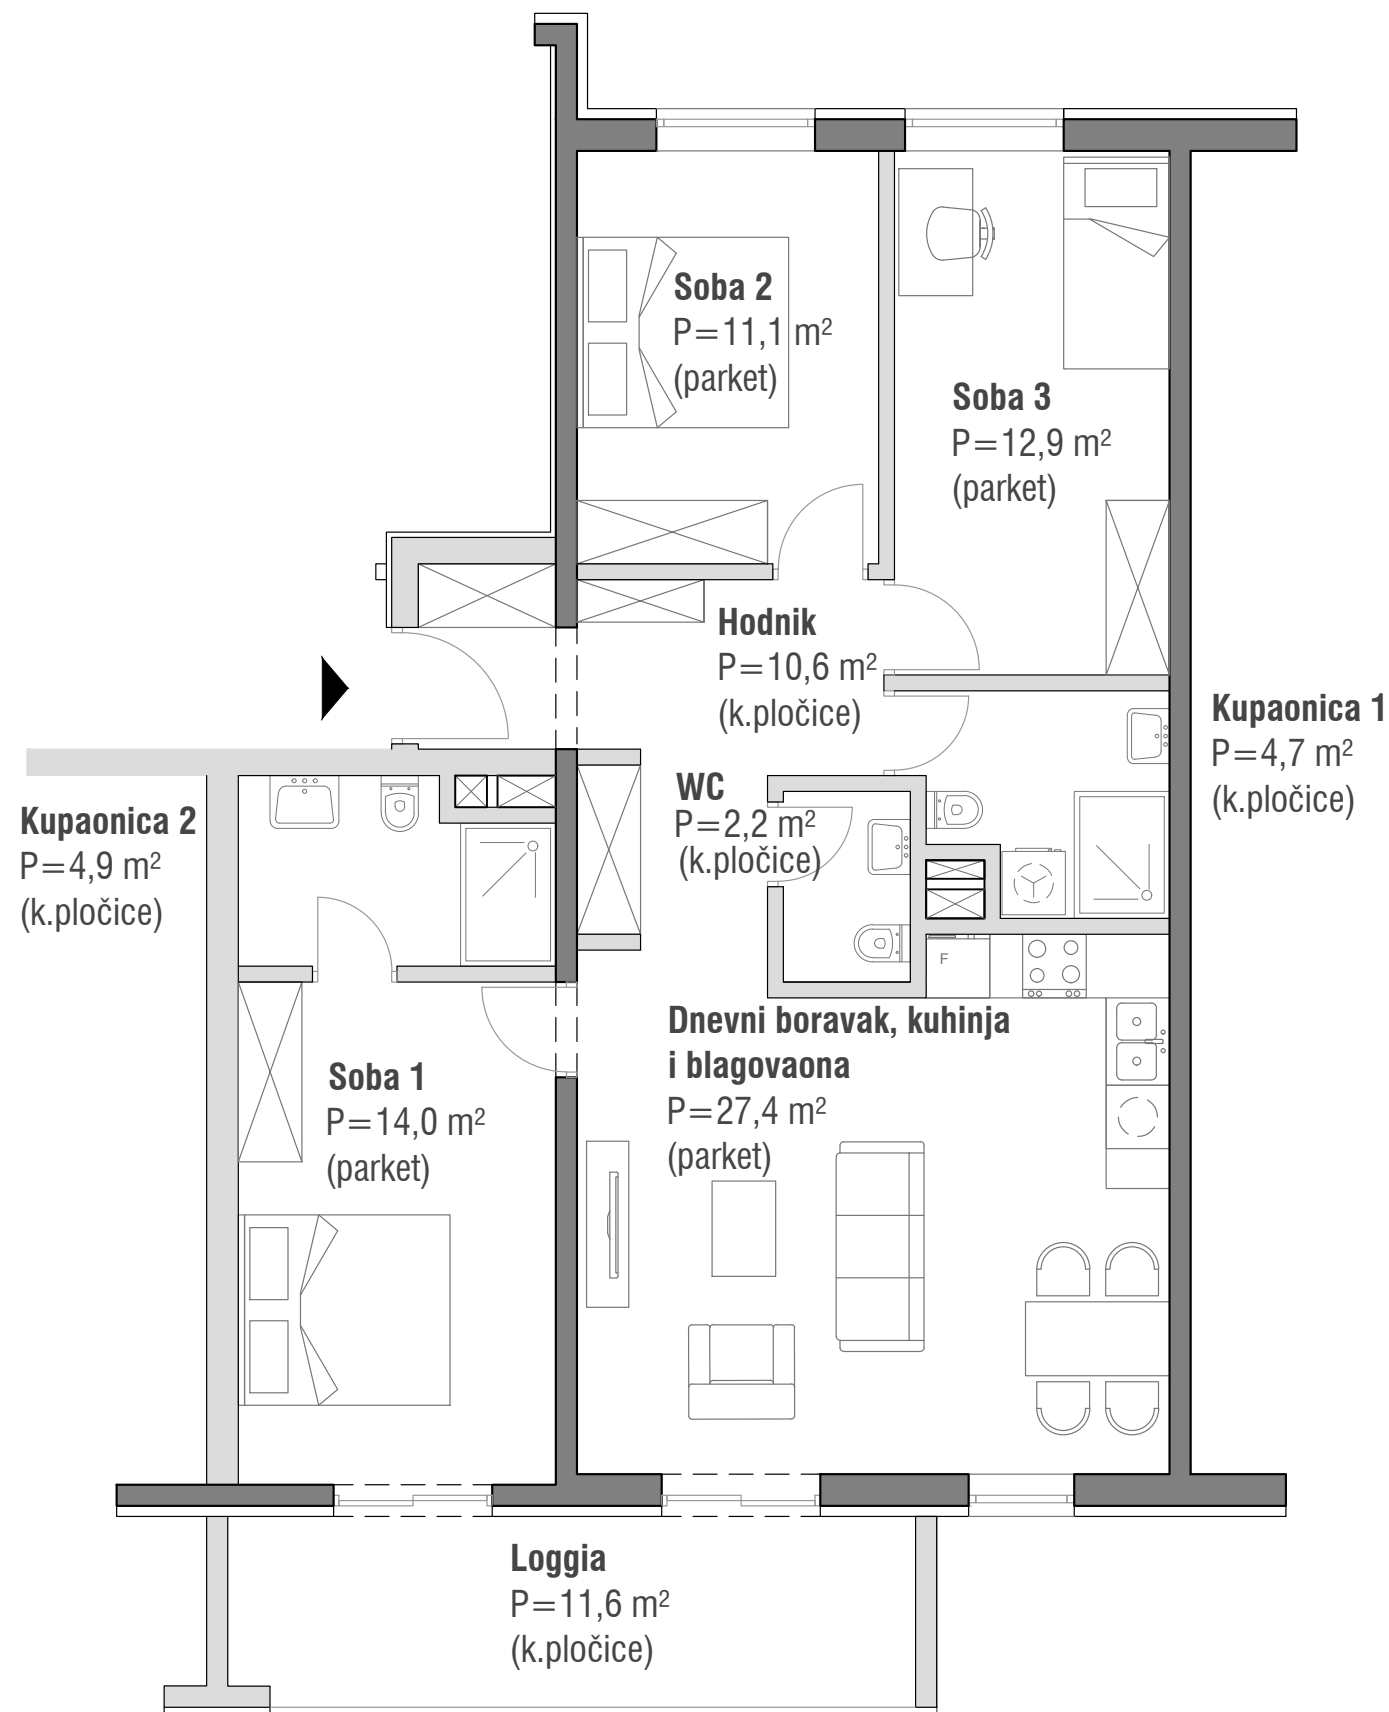 Soba 2
P=11,1 m²
(parket)
Soba 3
P=12,9 m²
(parket)
Hodnik
P=10,6 m²
(k.pločice)
Kupaonica 1
P=4,7 m²
(k.pločice)
WC
P=2,2 m²
(k.pločice)
Kupaonica 2
P=4,9 m²
(k.pločice)
F
Dnevni boravak, kuhinja
i blagovaona
P=27,4 m²
(parket)
Soba 1
P=14,0 m²
(parket)
Loggia
P=11,6 m²
(k.pločice)